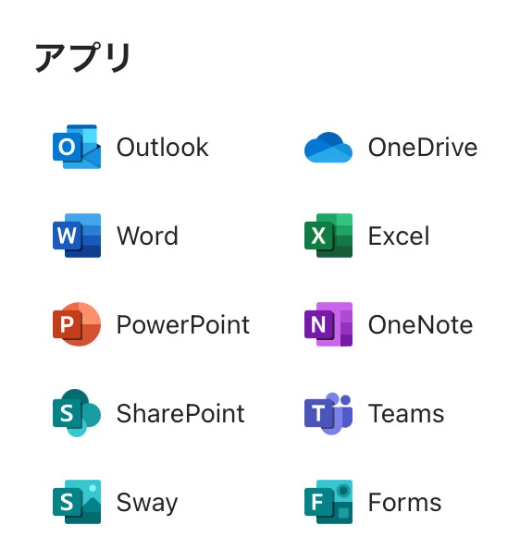 アプリ
O Outlook OneDrive
W Word X Excel
P PowerPoint N OneNote
S SharePoint T Teams
S Sway F Forms